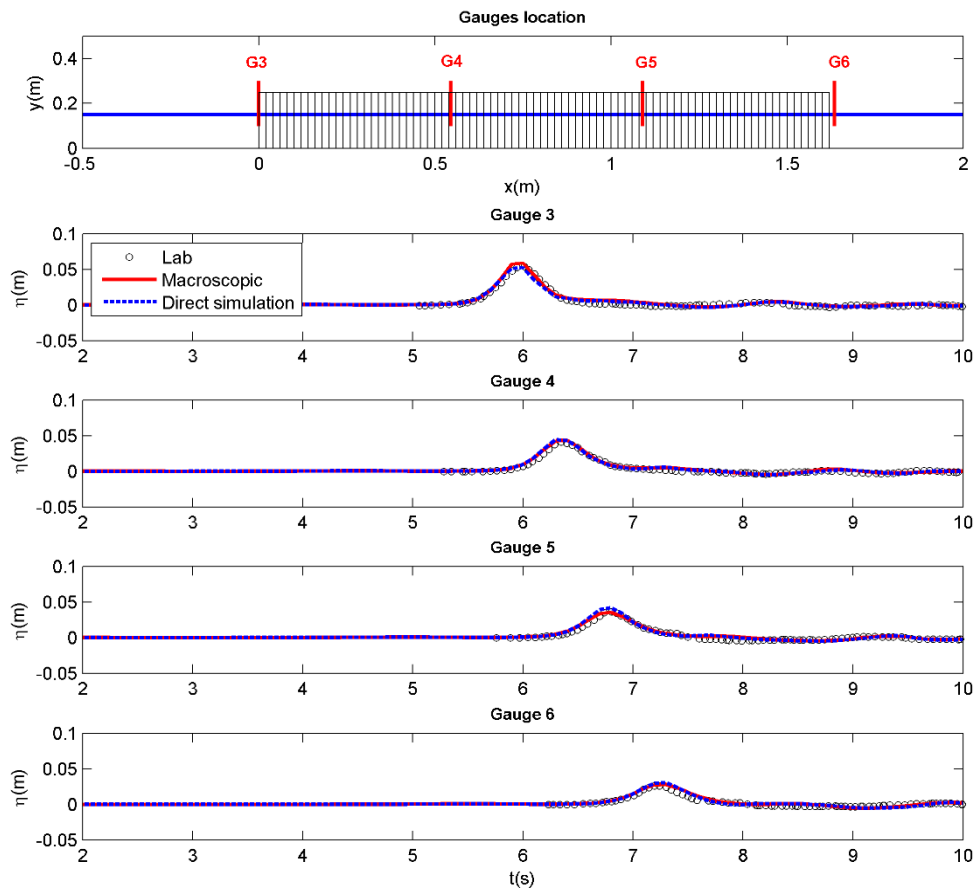 Gauges location
G3 G4 G5 G6
y(m)
0.4
0.2
0
-0.5 0 0.5 1 1.5 2
x(m)
Gauge 3
η(m)
0.1
0.05
0
-0.05
Lab
Macroscopic
Direct simulation
2 3 4 5 6 7 8 9 10
Gauge 4
η(m)
0.1
0.05
0
-0.05
2 3 4 5 6 7 8 9 10
Gauge 5
η(m)
0.1
0.05
0
-0.05
2 3 4 5 6 7 8 9 10
Gauge 6
η(m)
0.1
0.05
0
-0.05
2 3 4 5 6 7 8 9 10
t(s)